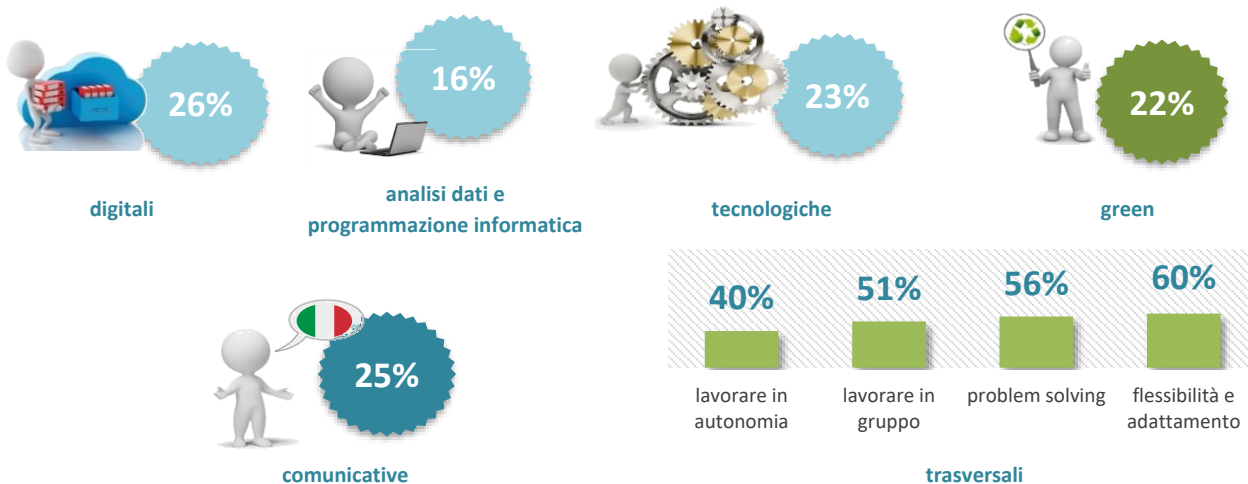 26%
16%
23%
22%
digitali
analisi dati e
programmazione informatica
tecnologiche
green
25%
comunicative
40%
51%
56%
60%
lavorare in
autonomia
lavorare in
gruppo
problem solving
flessibilità e
adattamento
trasversali